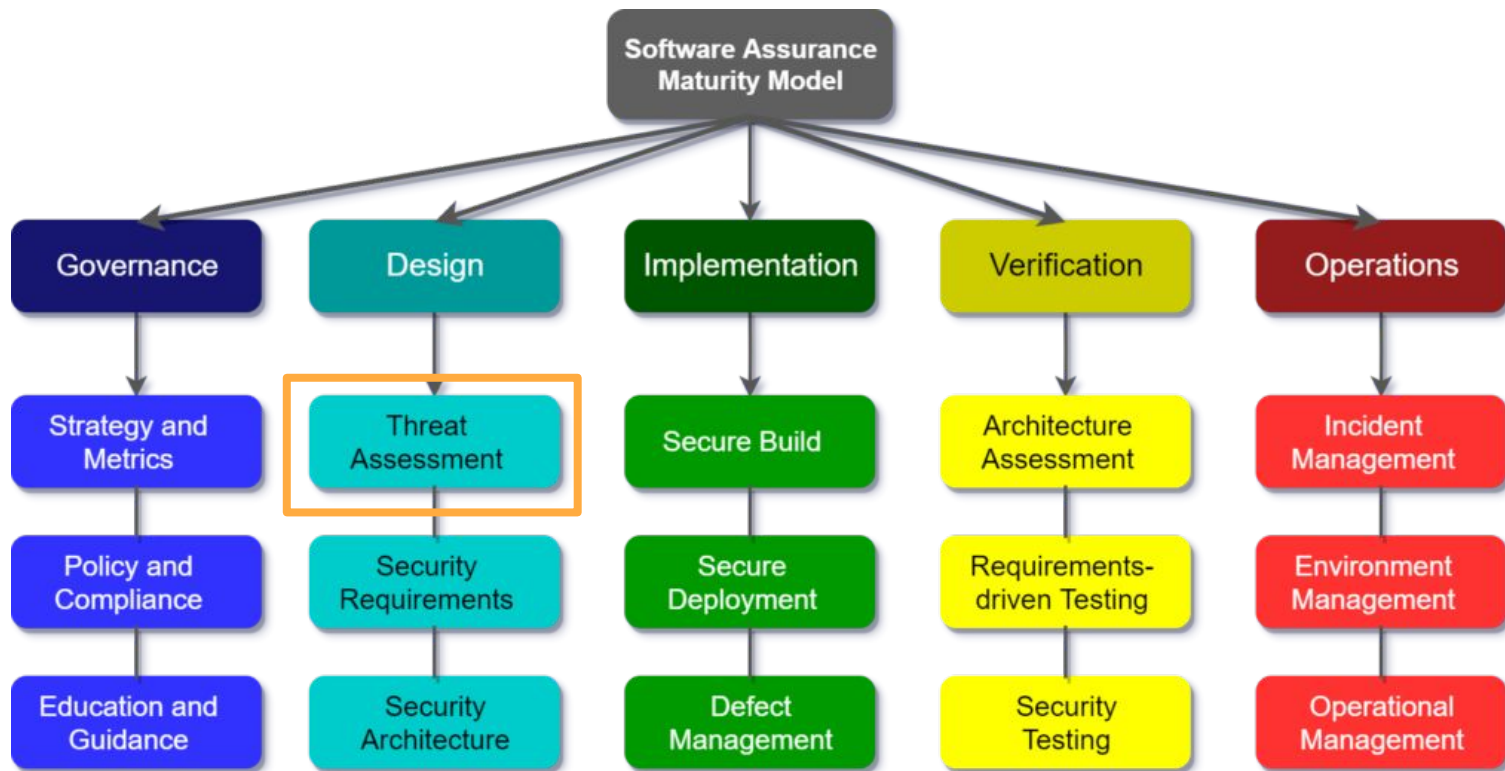 Software Assurance
Maturity Model
Governance
Design
Implementation
Verification
Operations
Strategy and
Metrics
Threat
Assessment
Secure Build
Architecture
Assessment
Incident
Management
Policy and
Compliance
Security
Requirements
Secure
Deployment
Requirements-
driven Testing
Environment
Management
Education and
Guidance
Security
Architecture
Defect
Management
Security
Testing
Operational
Management